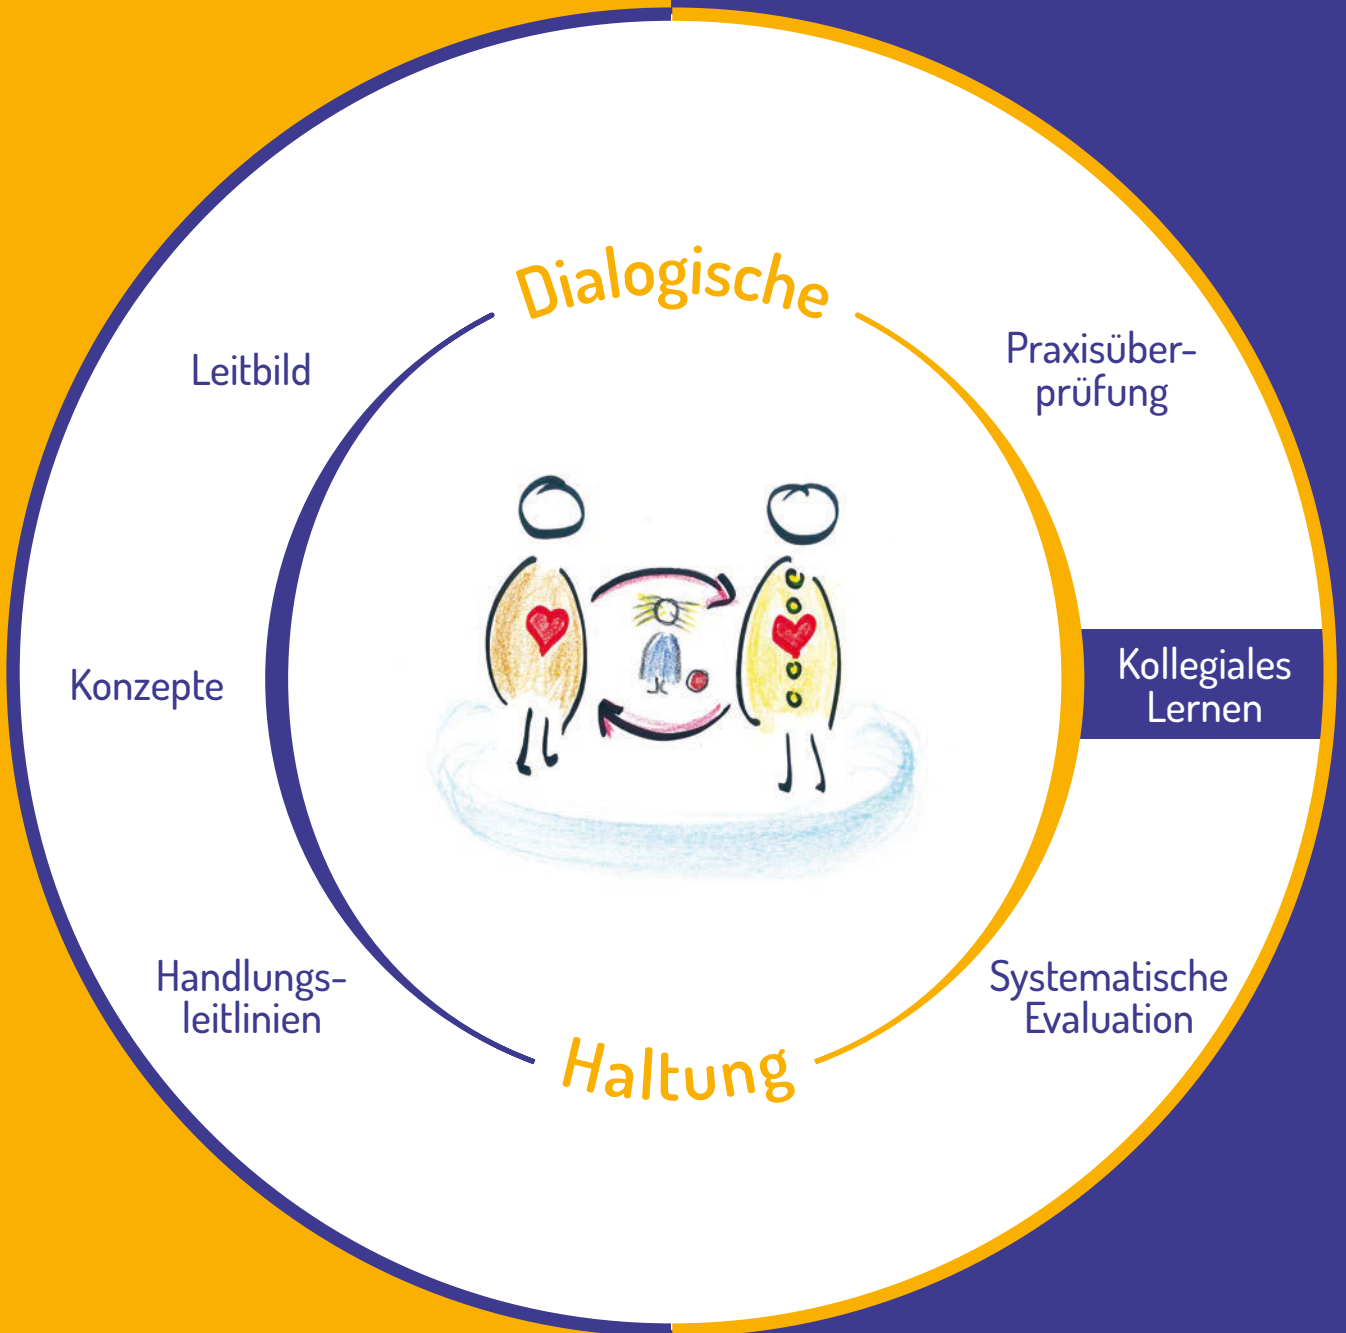 Dialogische
Leitbild
Praxisüber-
prüfung
Konzepte
Kollegiales
Lernen
Handlungs-
leitlinien
Systematische
Evaluation
Haltung